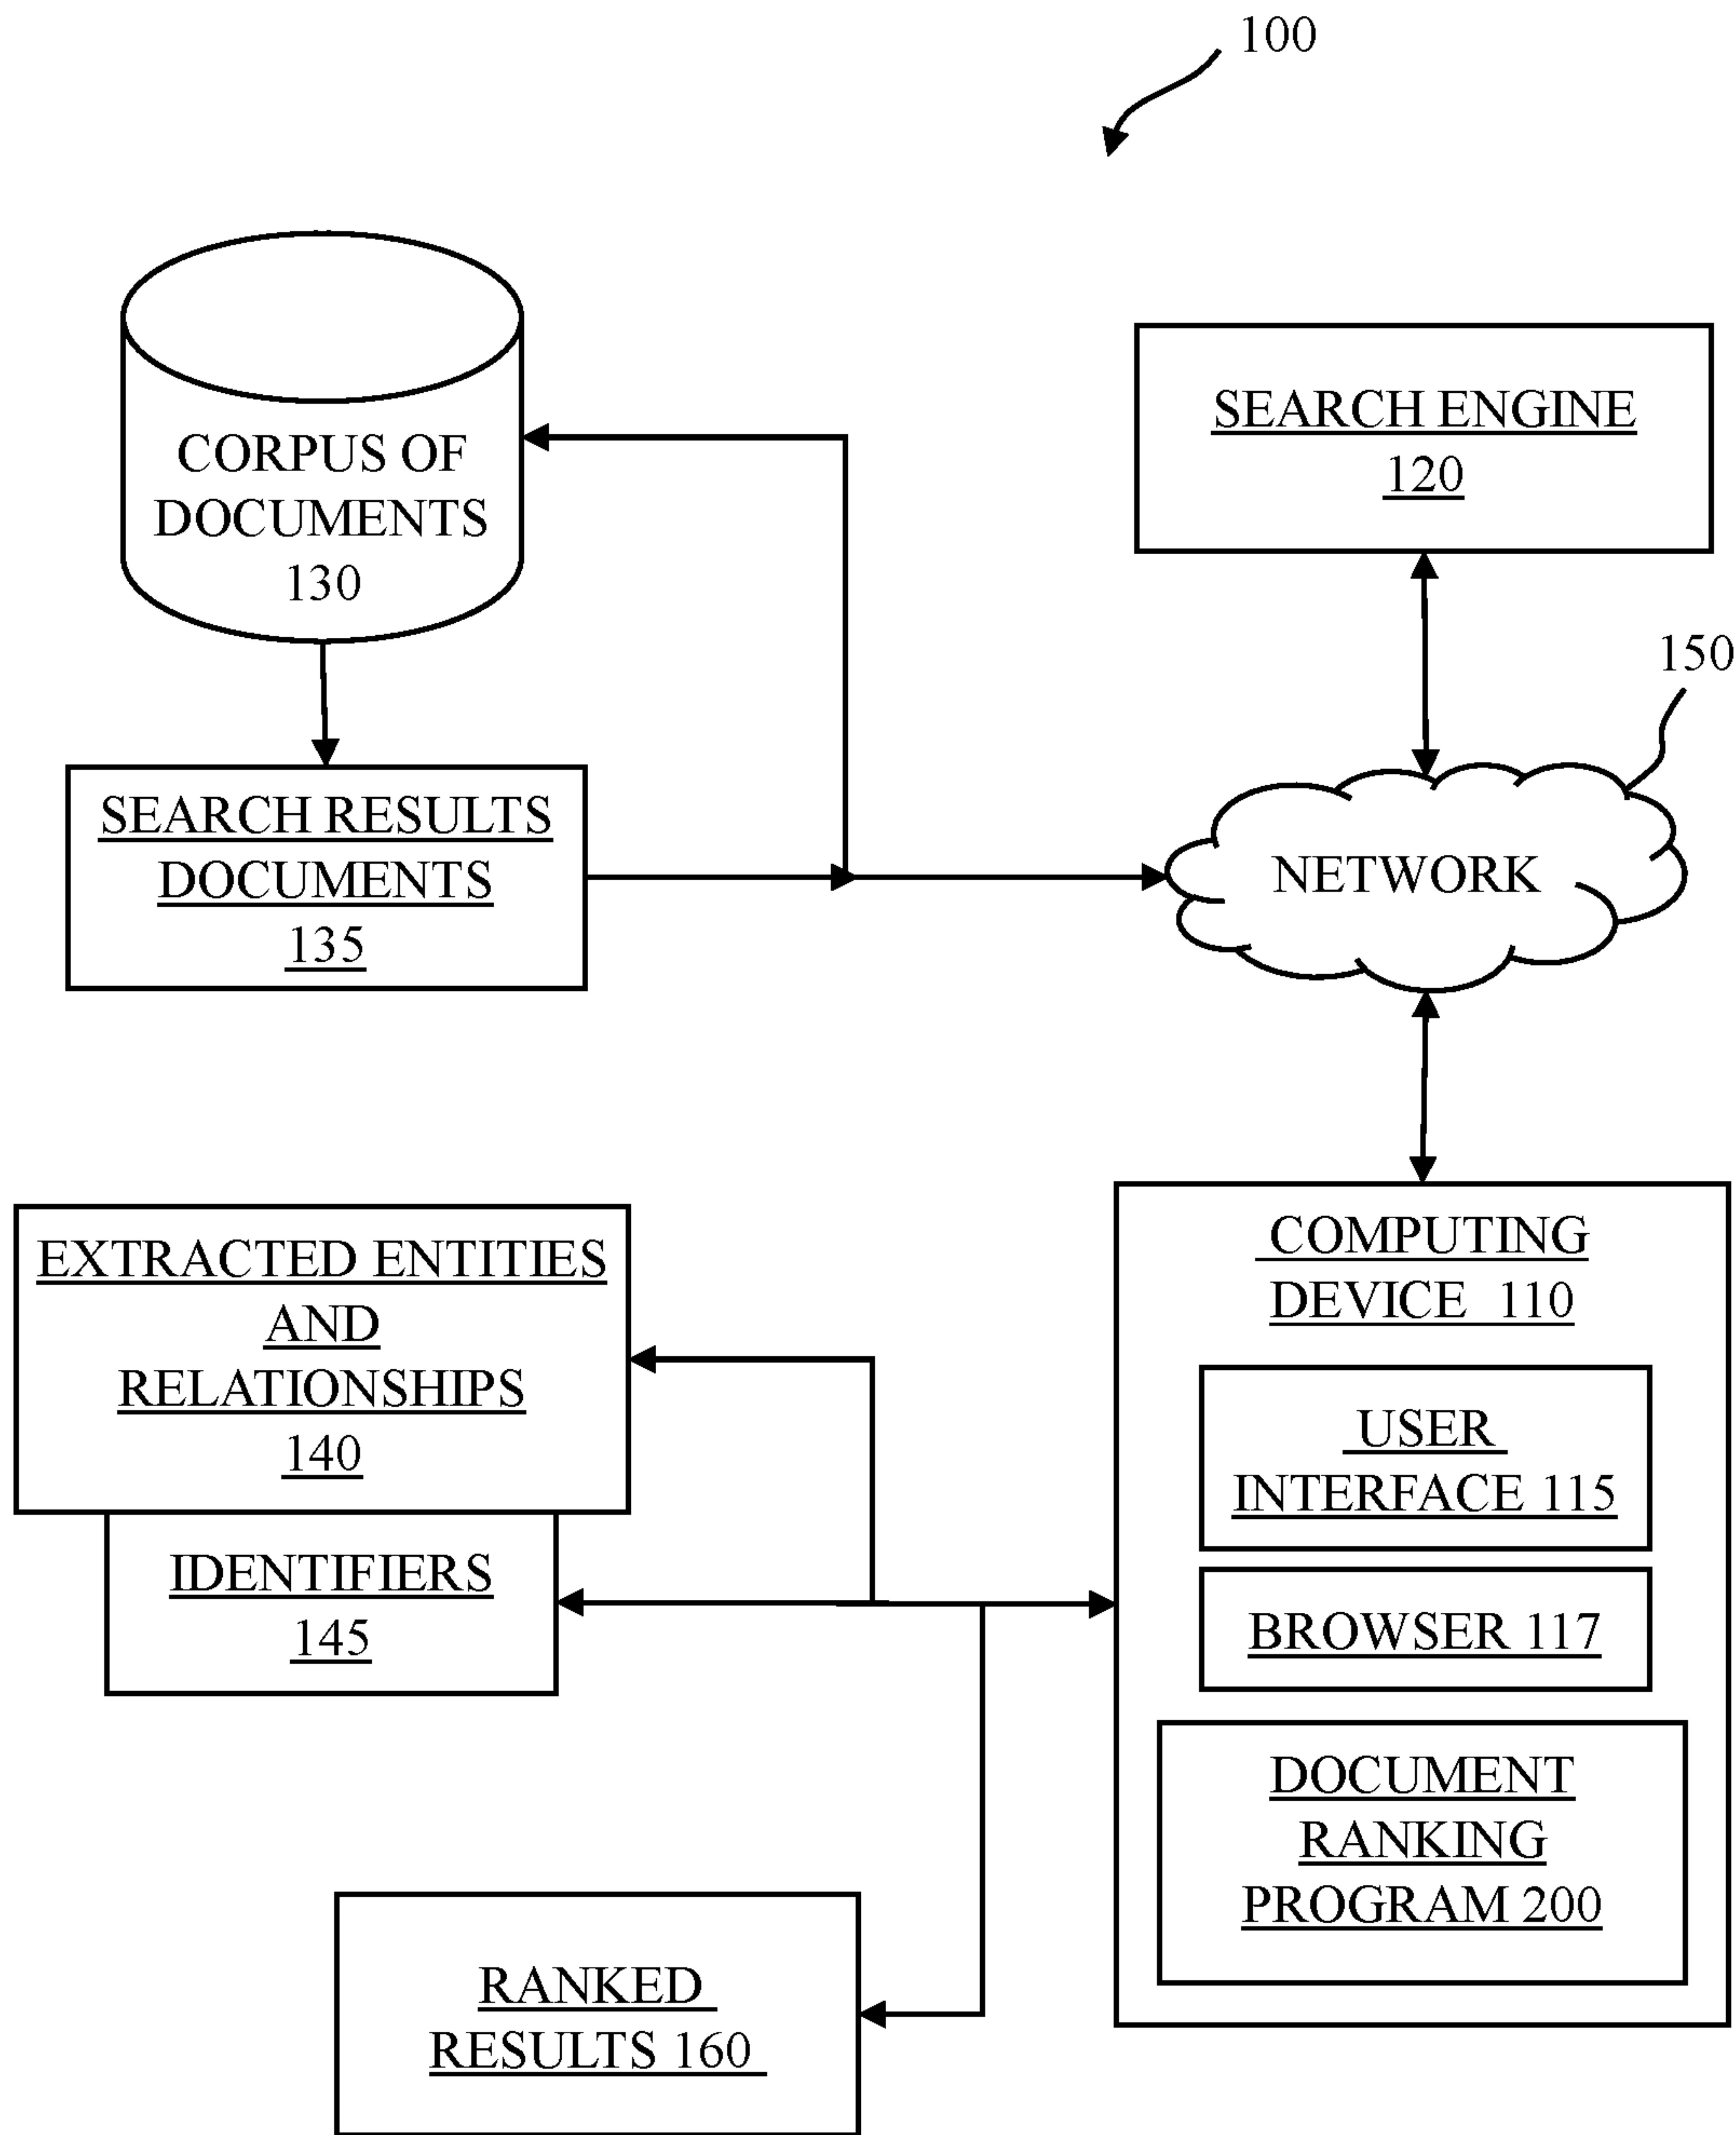 100
CORPUS OF
DOCUMENTS
130
SEARCH ENGINE
120
150
SEARCH RESULTS
DOCUMENTS
135
NETWORK
EXTRACTED ENTITIES
AND
RELATIONSHIPS
140
IDENTIFIERS
145
COMPUTING
DEVICE 110
USER
INTERFACE 115
BROWSER 117
DOCUMENT
RANKING
PROGRAM 200
RANKED
RESULTS 160